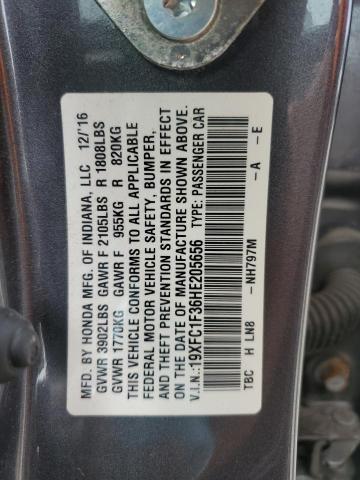 MFD. BY HONDA MFG. OF INDIANA, LLC 12/'16
GVWR 3902LBS GAWR F 2105LBS R 1808LBS
GVWR 1770KG GAWR F 955KG R 820KG
THIS VEHICLE CONFORMS TO ALL APPLICABLE
FEDERAL MOTOR VEHICLE SAFETY, BUMPER,
AND THEFT PREVENTION STANDARDS IN EFFECT
ON THE DATE OF MANUFACTURE SHOWN ABOVE.
V.I.N.:19XFC1F36HE205656 TYPE: PASSENGER CAR
TBC H LN8 -NH797M -A -E